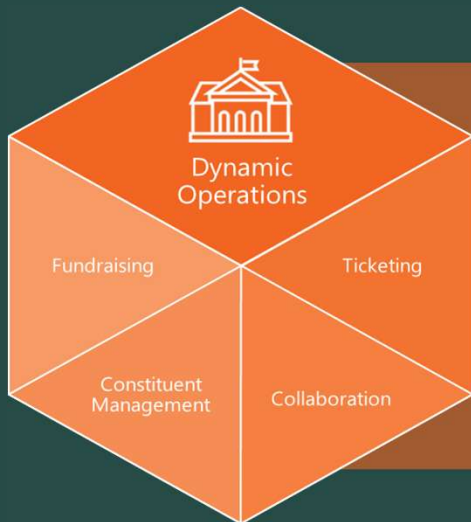 Dynamic
Operations
Fundraising
Ticketing
Constituent
Management
Collaboration